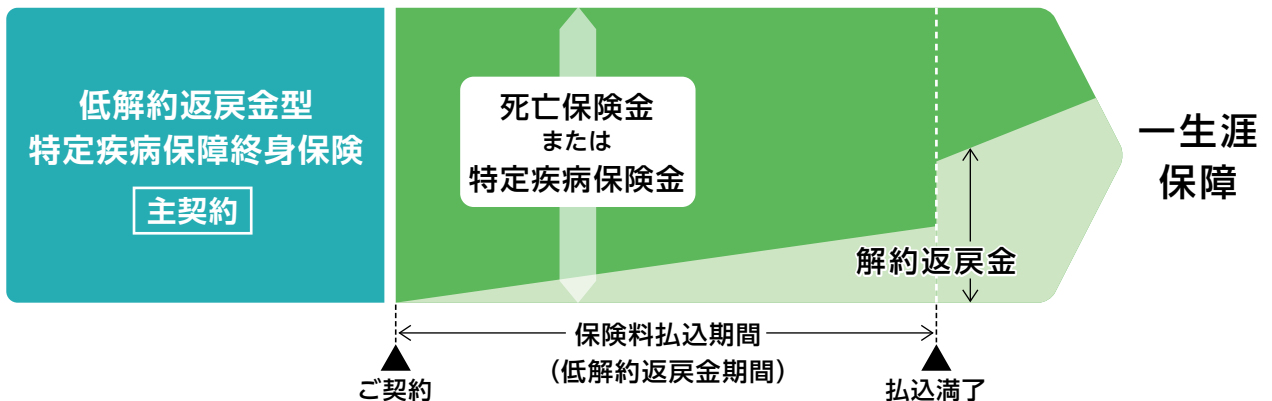 低解約返戻金型
特定疾病保障終身保険
主契約
死亡保険金
または
特定疾病保険金
一生涯
保障
解約返戻金
保険料払込期間
（低解約返戻金期間）
ご契約
払込満了